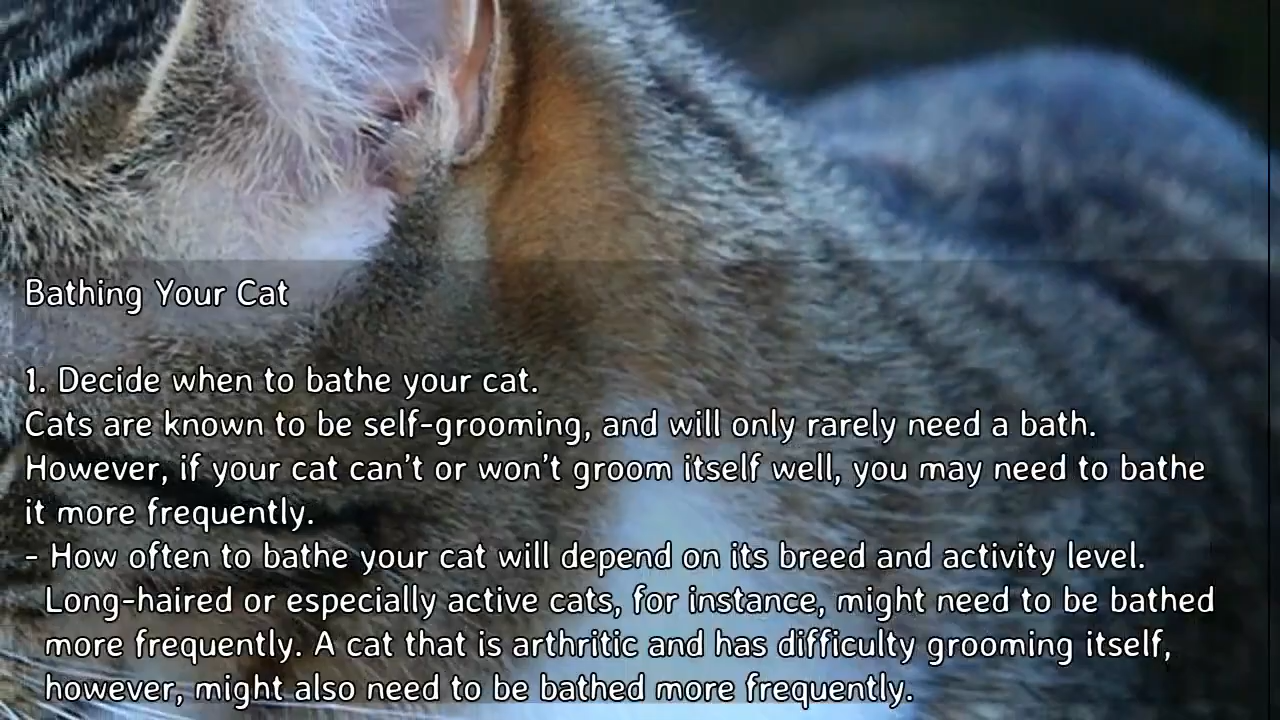 Bathing Your Cat
1. Decide when to bathe your cat.
Cats are known to be self-grooming, and will only rarely need a bath.
However, if your cat can't or won't groom itself well, you may need to bathe
it more frequently.
- How often to bathe your cat will depend on its breed and activity level.
Long-haired or especially active cats, for instance, might need to be bathed
more frequently. A cat that is arthritic and has difficulty grooming itself,
however, might also need to be bathed more frequently.